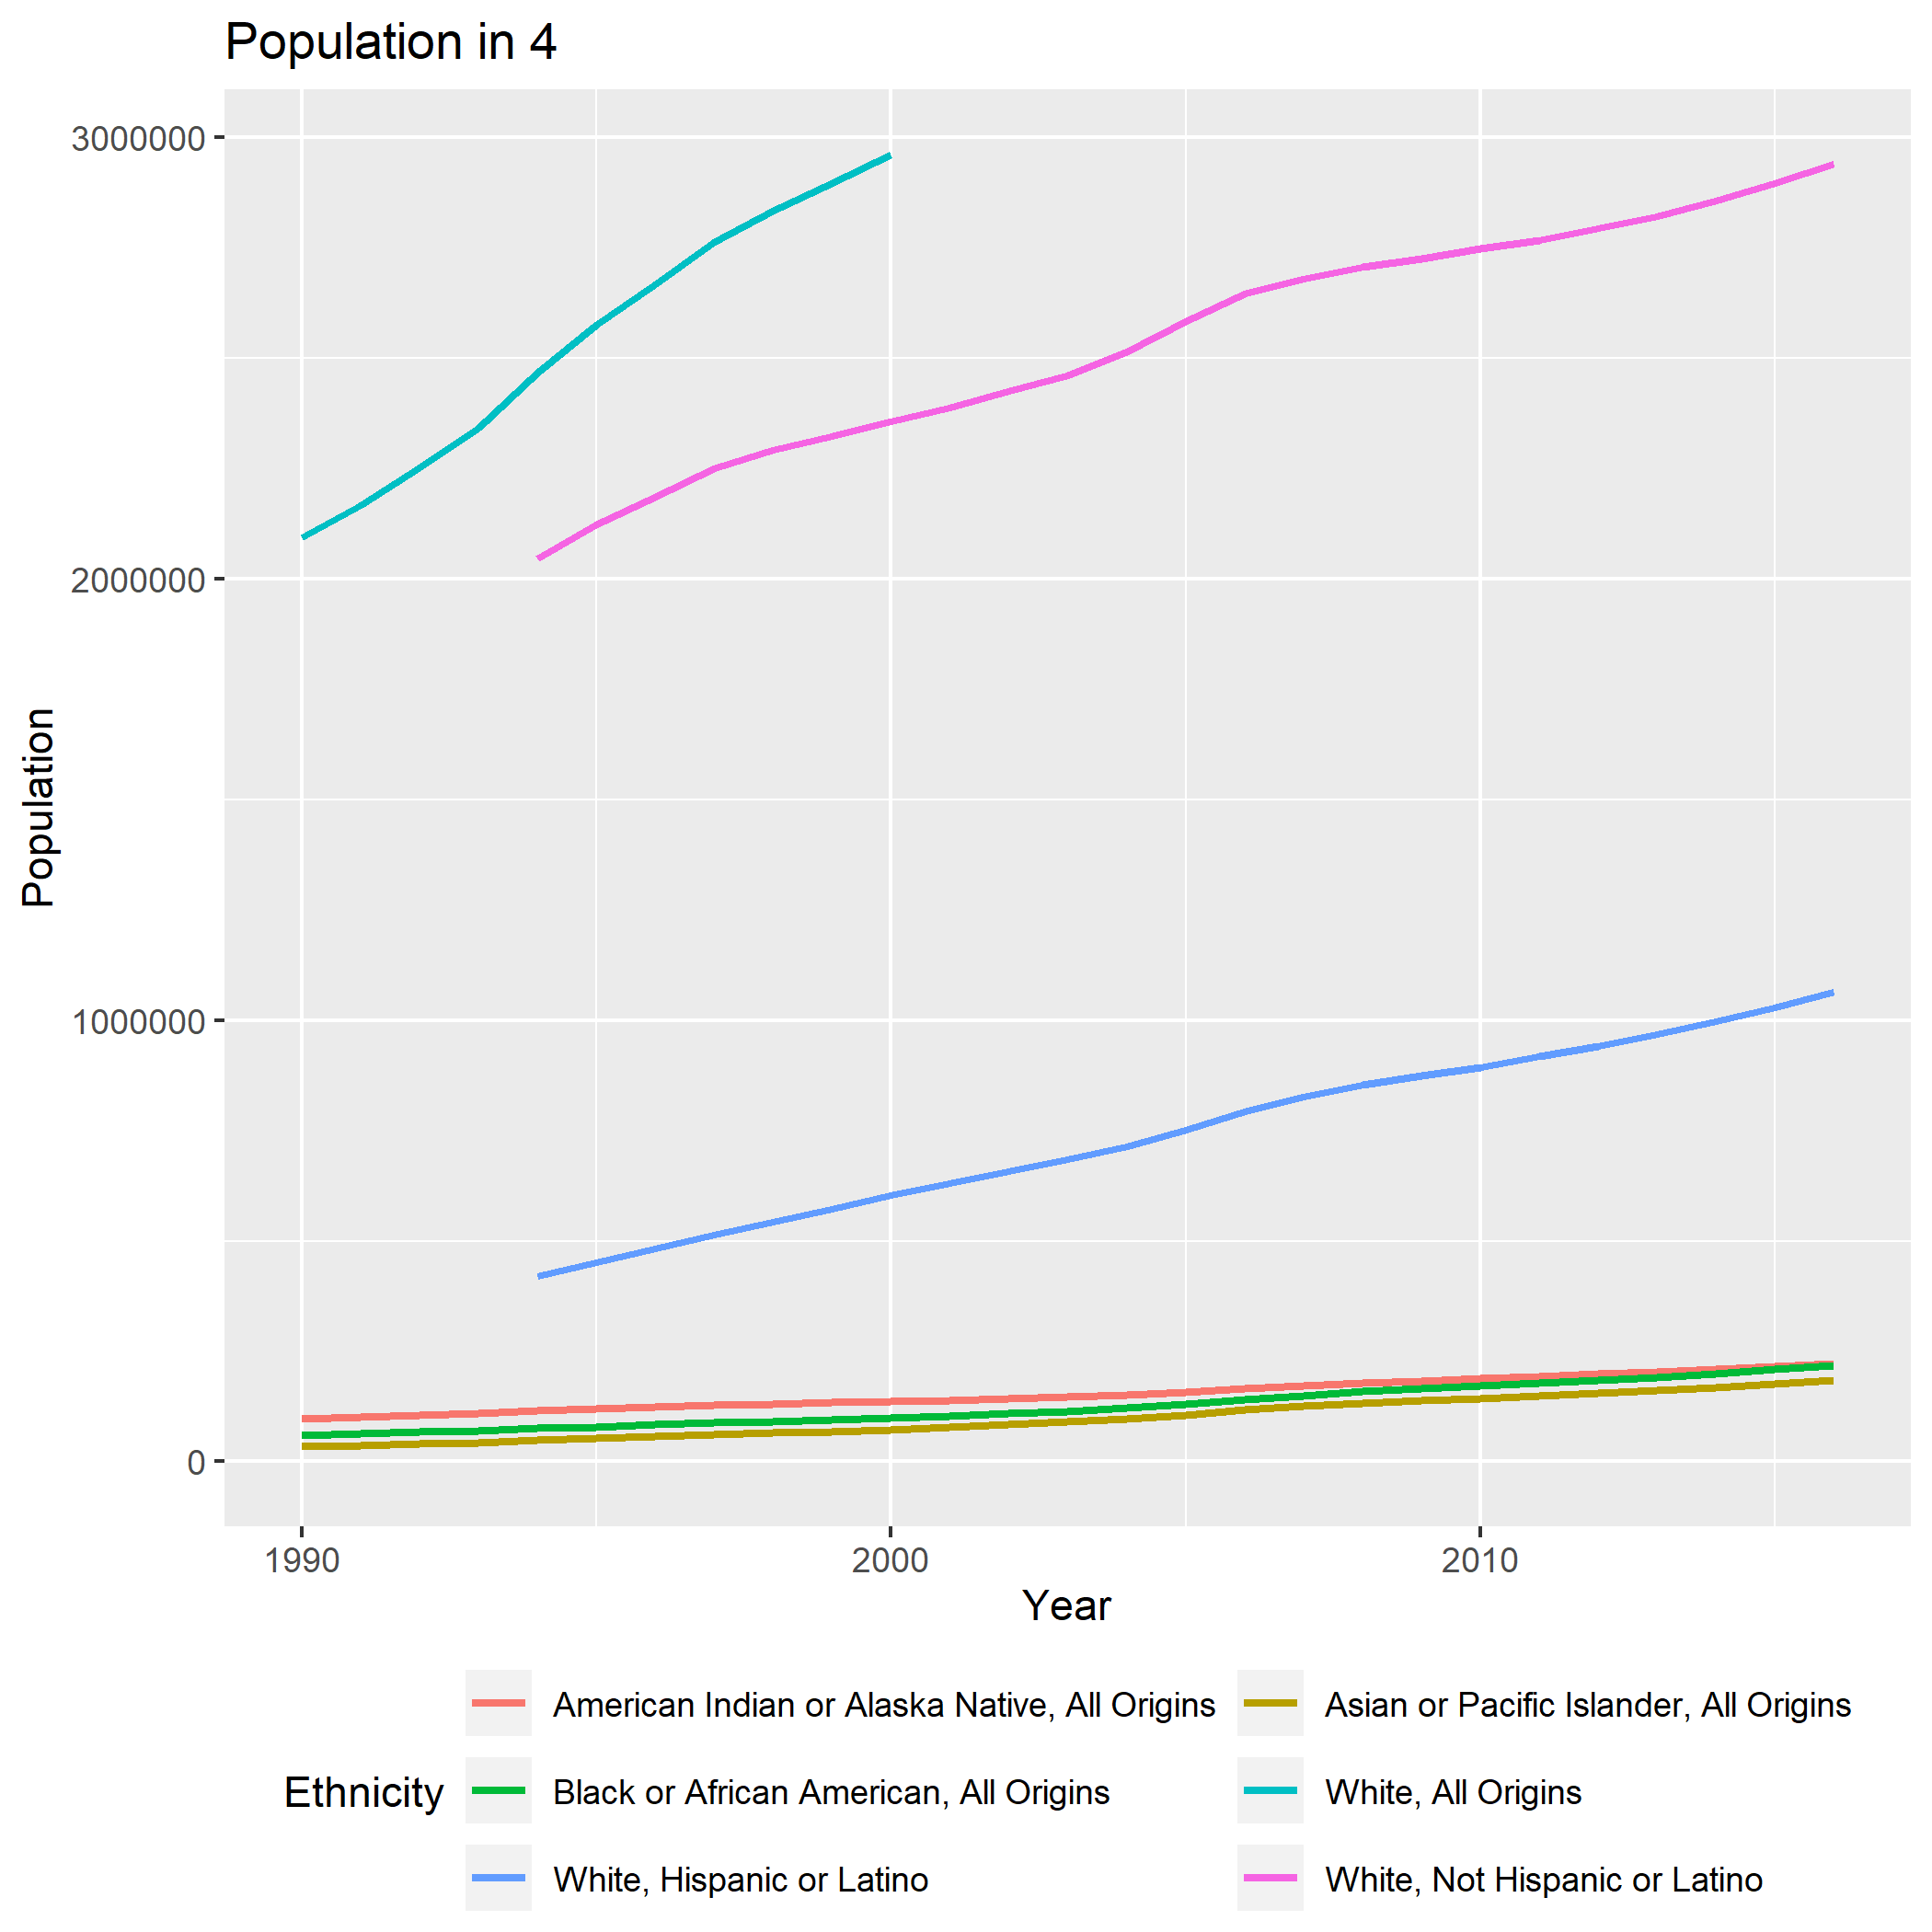 Population in 4
3000000
2000000
1000000
0
Population
1990
2000
2010
Year
Ethnicity
American Indian or Alaska Native, All Origins
Asian or Pacific Islander, All Origins
Black or African American, All Origins
White, All Origins
White, Hispanic or Latino
White, Not Hispanic or Latino